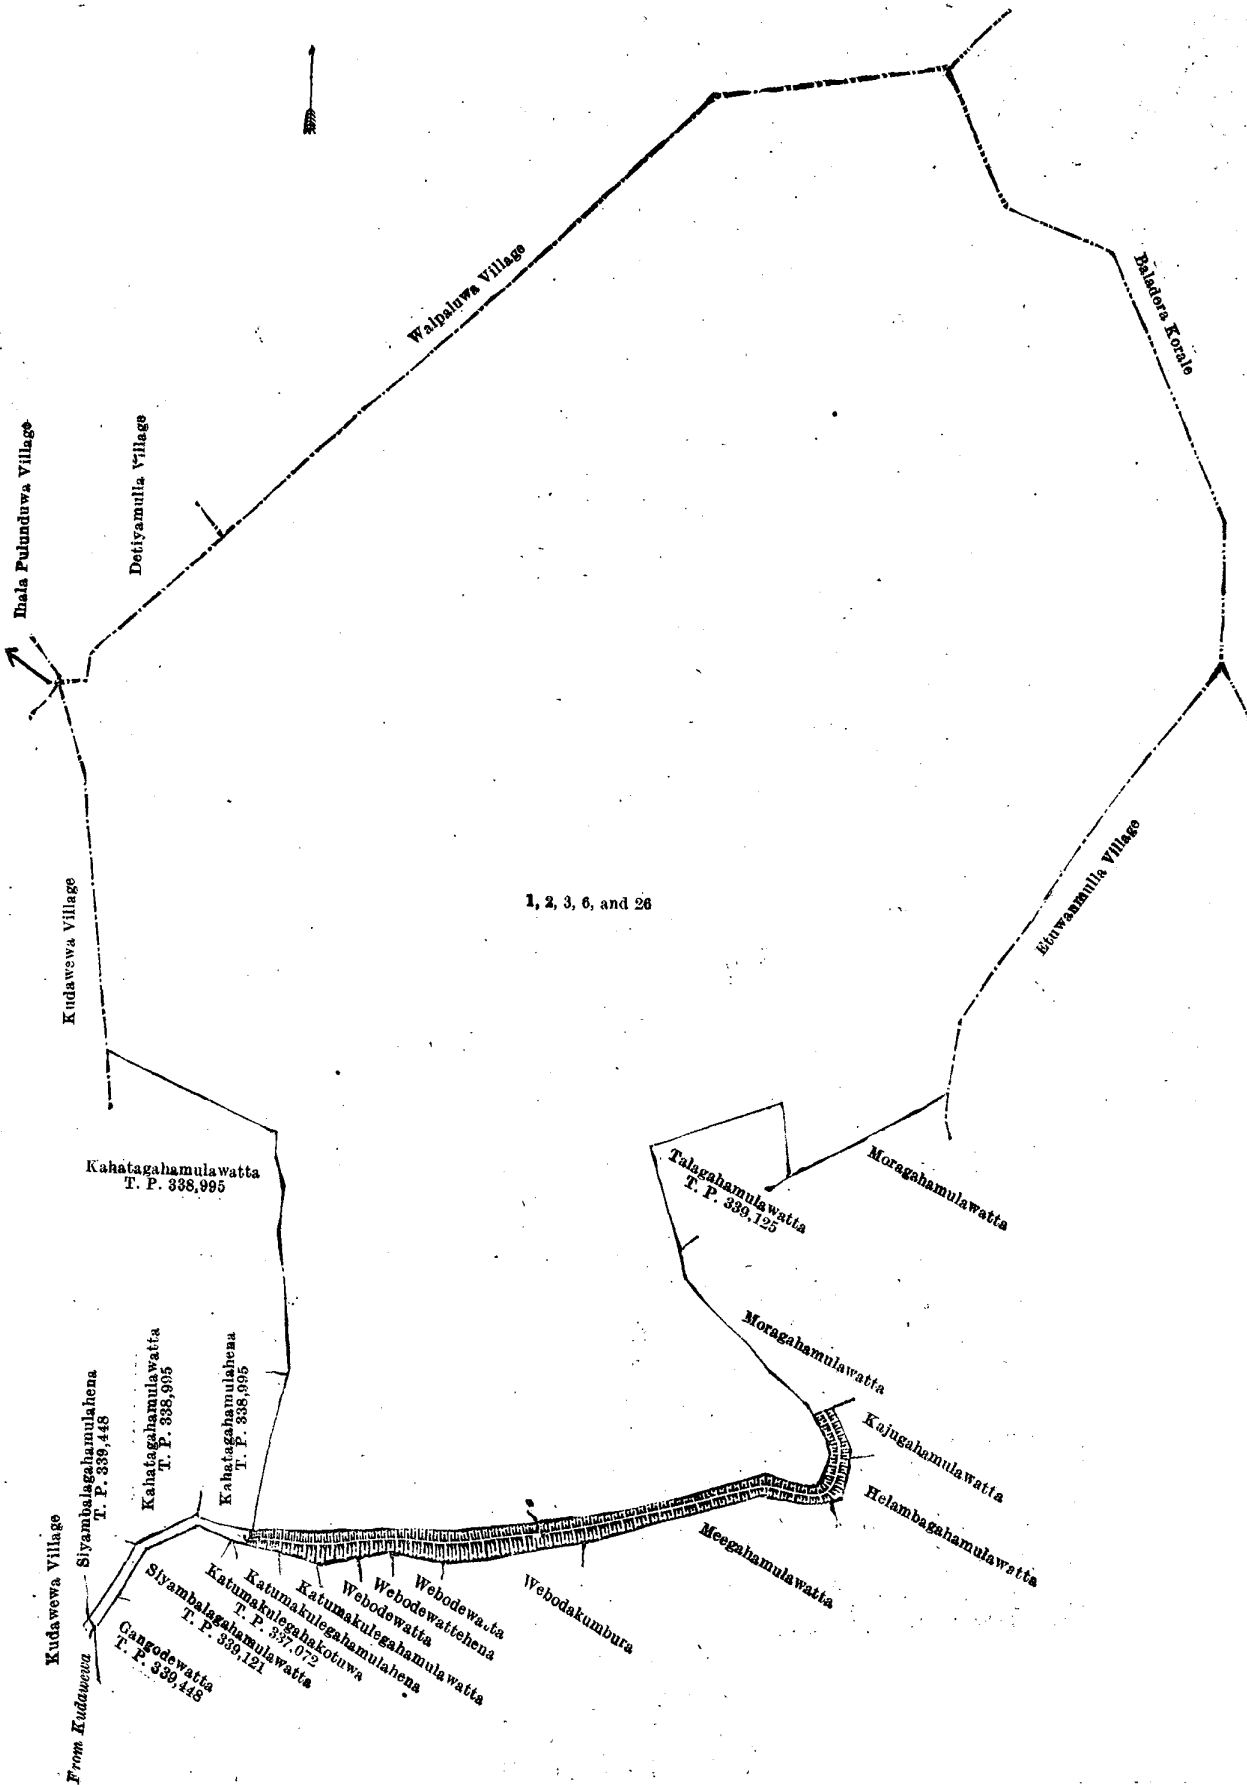 Walpaluwa Village
Baladora Korale
Ihala Pulunduwa Village
Detiyamulla Village
Kudawewa Village
1, 2, 3, 6, and 26
Etuwanmulla Village
Kahatagahamulawatta
T. P. 338,995
Talagahamulawatta
T. P. 339,125
Moragahamulawatta
Moragahamulawatta
Kajugahamulawatta
Helambagahamulawatta
Meegahamulawatta
Webodakumbura
Webodewatta
Webodewattehena
Webodewatta
Katumakulegahamulawatta
Katumakulegahamulahena
Katumakulegahakotuwa
T. P. 337,072
Siyambalagahamulawatta
T. P. 339,121
Gangodewatta
T. P. 339,448
Kahatagahamulahena
T. P. 338,995
Kahatagahamulawatta
T. P. 338,995
Siyambalagahamulahena
T. P. 339,448
Kudawewa Village
From Kudawewa